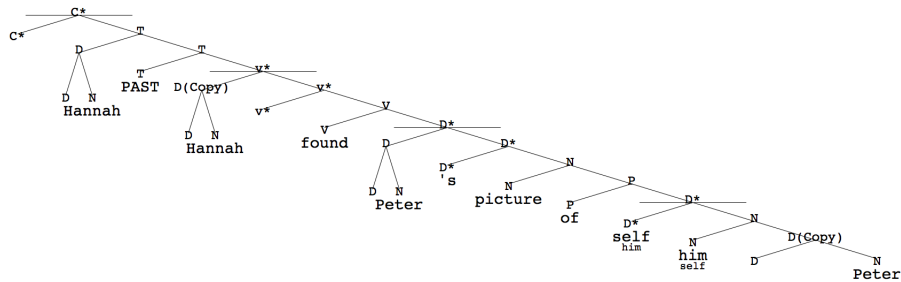 C*
C* T
D T
T
PAST
D(Copy) v*
D N
Hannah
v* v*
D N
Hannah
V
V
found
D*
D D*
's
D*
D N
Peter
N
N
picture
P
P
of
D*
D*
self
him
N
N
him
self
D(Copy)
D N
Peter